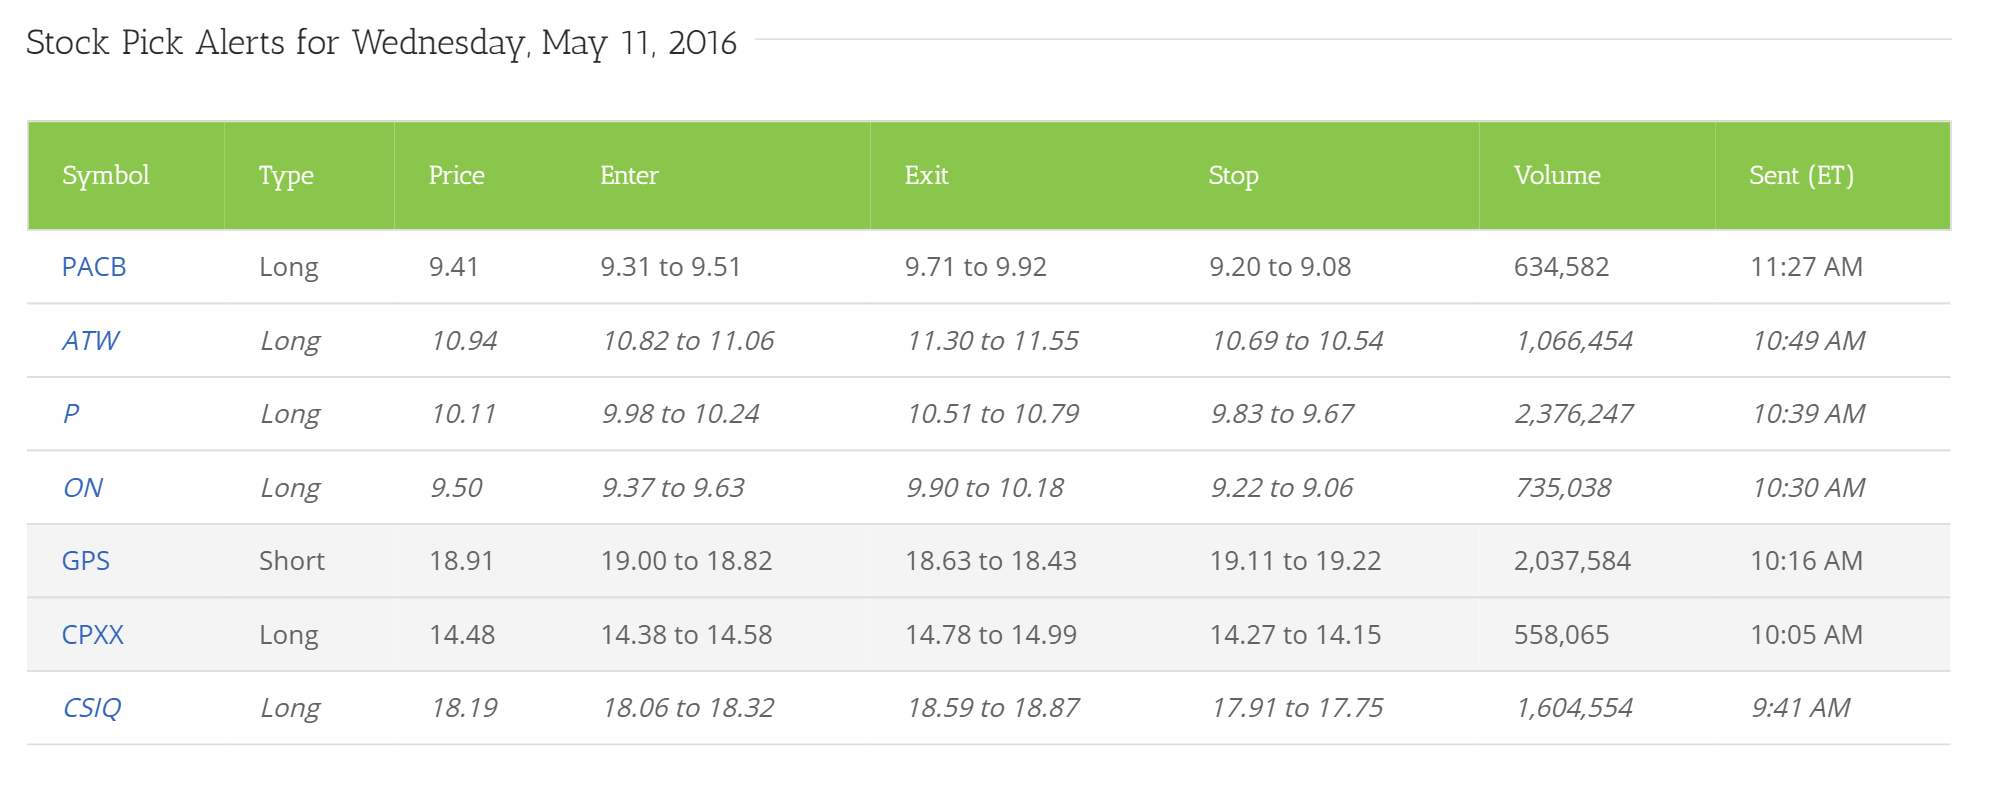 Stock Pick Alerts for Wednesday, May 11, 2016
Symbol Type Price Enter Exit Stop Volume Sent (ET)
PACB Long 9.41 9.31 to 9.51 9.71 to 9.92 9.20 to 9.08 634,582 11:27 AM
ATW Long 10.94 10.82 to 11.06 11.30 to 11.55 10.69 to 10.54 1,066,454 10:49 AM
P Long 10.11 9.98 to 10.24 10.51 to 10.79 9.83 to 9.67 2,376,247 10:39 AM
ON Long 9.50 9.37 to 9.63 9.90 to 10.18 9.22 to 9.06 735,038 10:30 AM
GPS Short 18.91 19.00 to 18.82 18.63 to 18.43 19.11 to 19.22 2,037,584 10:16 AM
CPXX Long 14.48 14.38 to 14.58 14.78 to 14.99 14.27 to 14.15 558,065 10:05 AM
CSIQ Long 18.19 18.06 to 18.32 18.59 to 18.87 17.91 to 17.75 1,604,554 9:41 AM